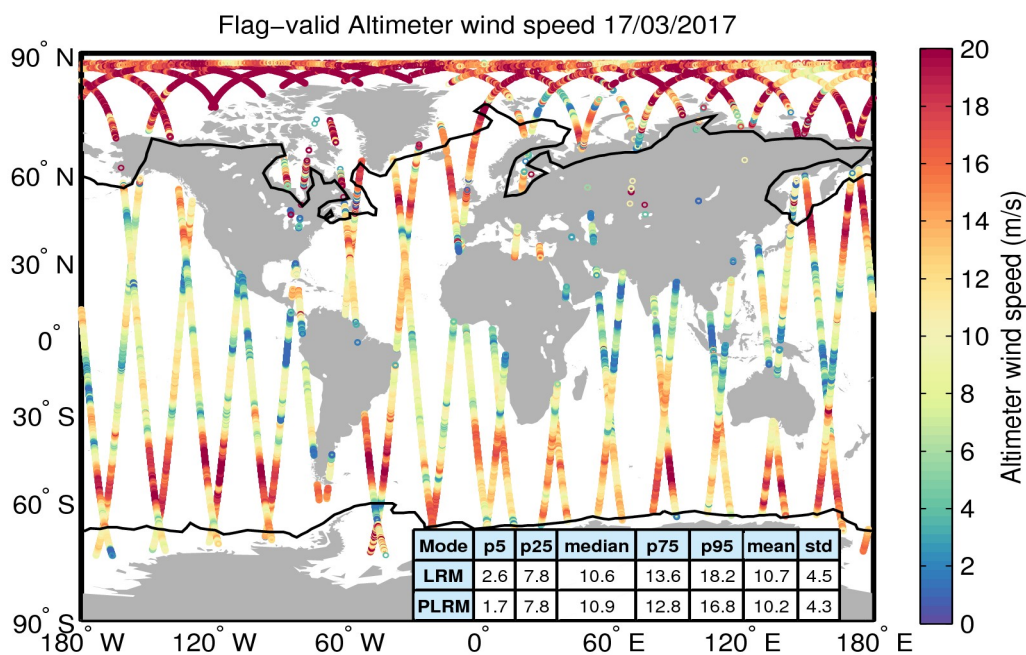 Flag−valid Altimeter wind speed 17/03/2017
90° N
60° N
30° N
0°
30° S
60° S
90° S
180° W
120° W
60° W
0°
60° E
120° E
180° E
Mode p5 p25 median p75 p95 mean std
LRM 2.6 7.8 10.6 13.6 18.2 10.7 4.5
PLRM 1.7 7.8 10.9 12.8 16.8 10.2 4.3
20
18
16
14
12
10
8
6
4
2
0
Altimeter wind speed (m/s)